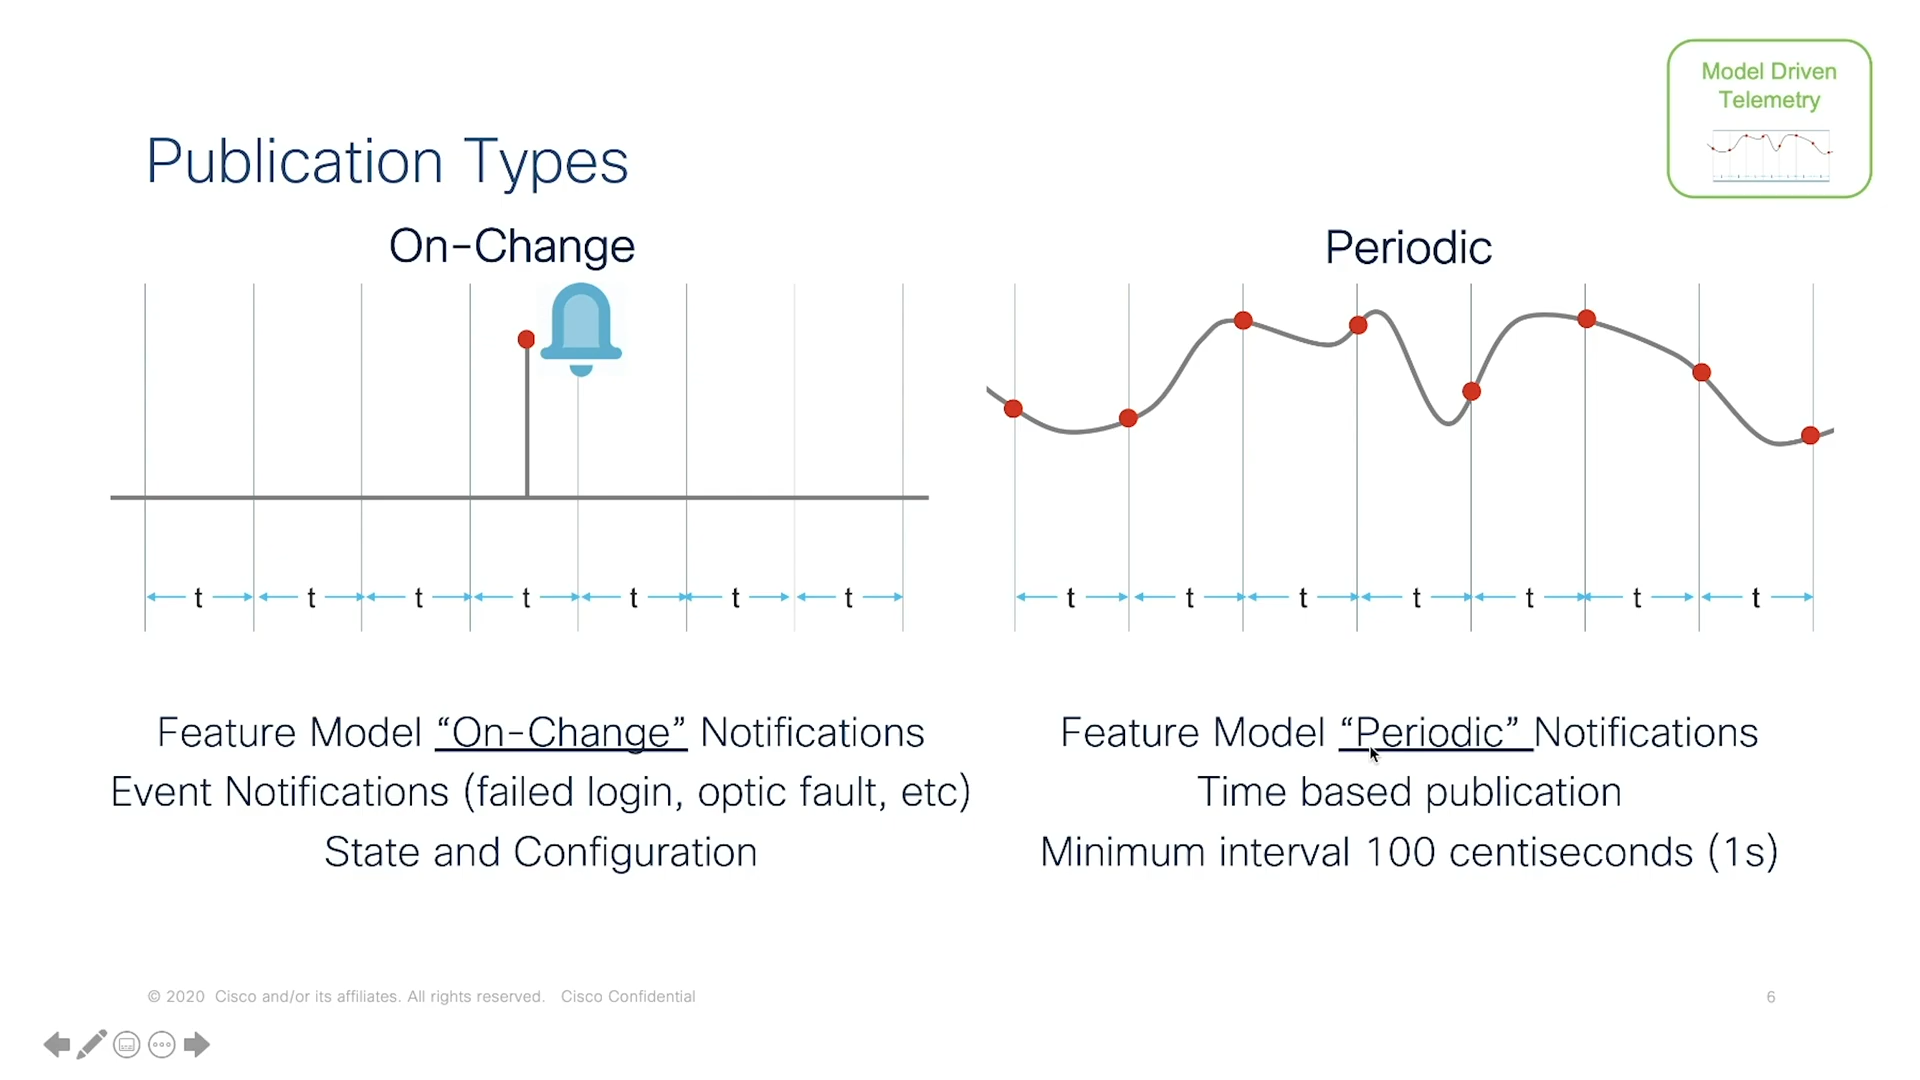 Model Driven
Telemetry
Publication Types
On-Change
Periodic
t t t t t t t
t t t t t t t
Feature Model “On-Change” Notifications
Event Notifications (failed login, optic fault, etc)
State and Configuration
Feature Model “Periodic” Notifications
Time based publication
Minimum interval 100 centiseconds (1s)
© 2020 Cisco and/or its affiliates. All rights reserved. Cisco Confidential
6